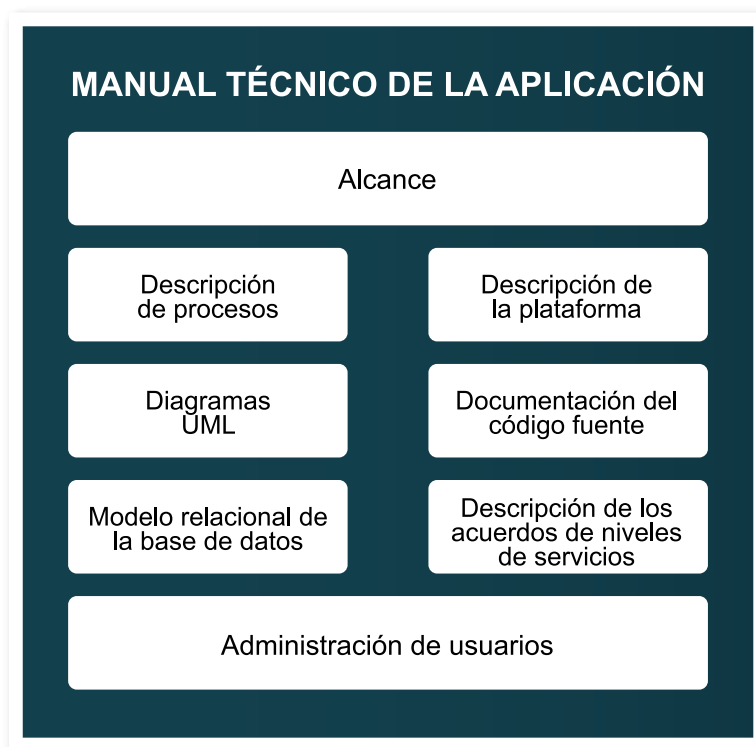 MANUAL TÉCNICO DE LA APLICACIÓN
Alcance
Descripción
de procesos
Descripción de
la plataforma
Diagramas
UML
Documentación del
código fuente
Modelo relacional de
la base de datos
Descripción de los
acuerdos de niveles
de servicios
Administración de usuarios